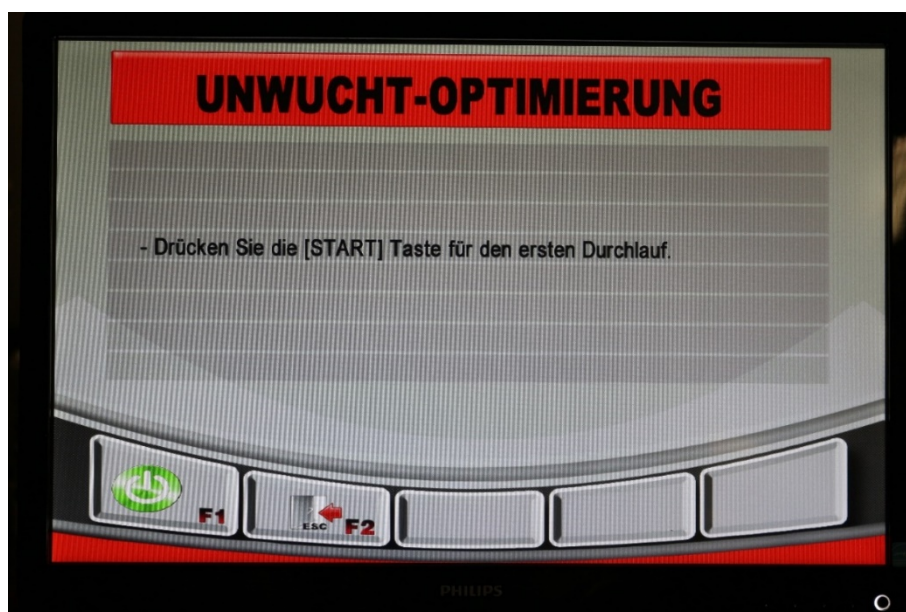 UNWUCHT-OPTIMIERUNG
- Drücken Sie die [START] Taste für den ersten Durchlauf.
F1
ESC F2
PHILIPS